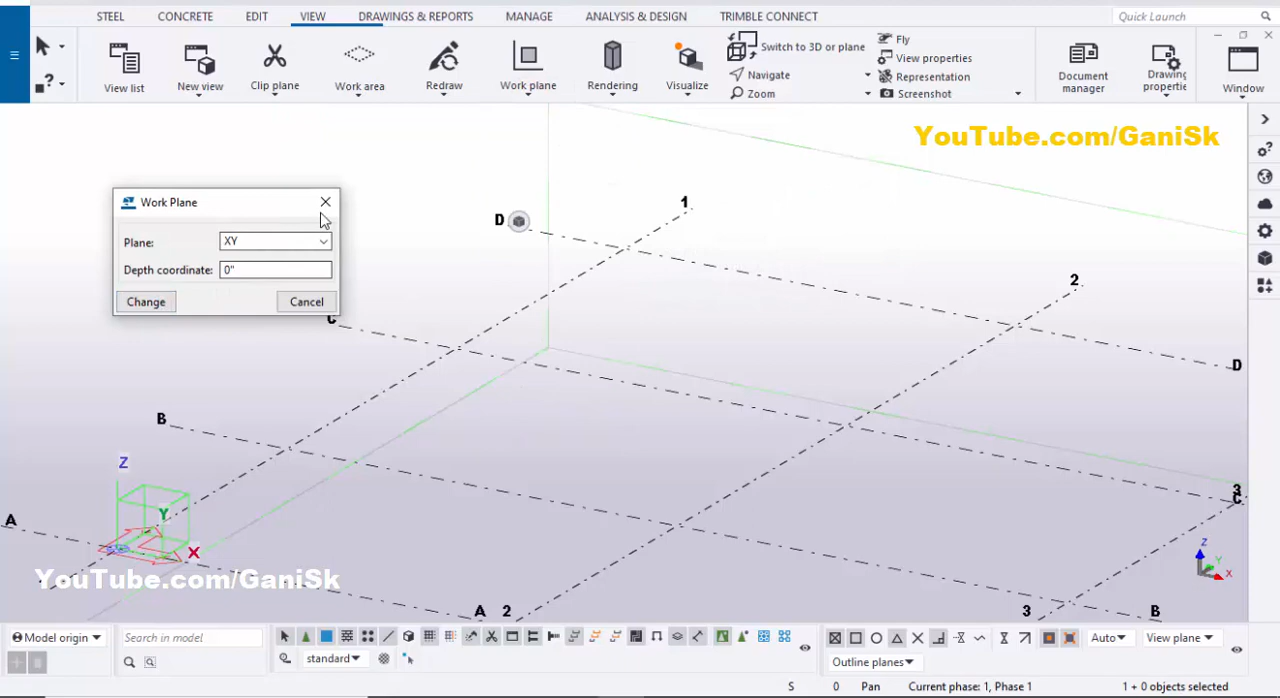 STEEL CONCRETE EDIT VIEW DRAWINGS & REPORTS MANAGE ANALYSIS & DESIGN TRIMBLE CONNECT Quick Launch
Switch to 3D or plane
Fly
View properties
Navigate
Representation
Zoom
Screenshot
View list New view Clip plane Work area Redraw Work plane Rendering Visualize
Document manager
Drawing properties
Window
YouTube.com/GaniSk
Work Plane
Plane: XY
Depth coordinate: 0"
Change Cancel
1
D
2
C
D
B
Z
3
C
A
Y
X
Z
Y
X
YouTube.com/GaniSk
A 2 3 B
Model origin Search in model
Auto View plane
standard
Outline planes
S 0 Pan Current phase: 1, Phase 1 1 + 0 objects selected